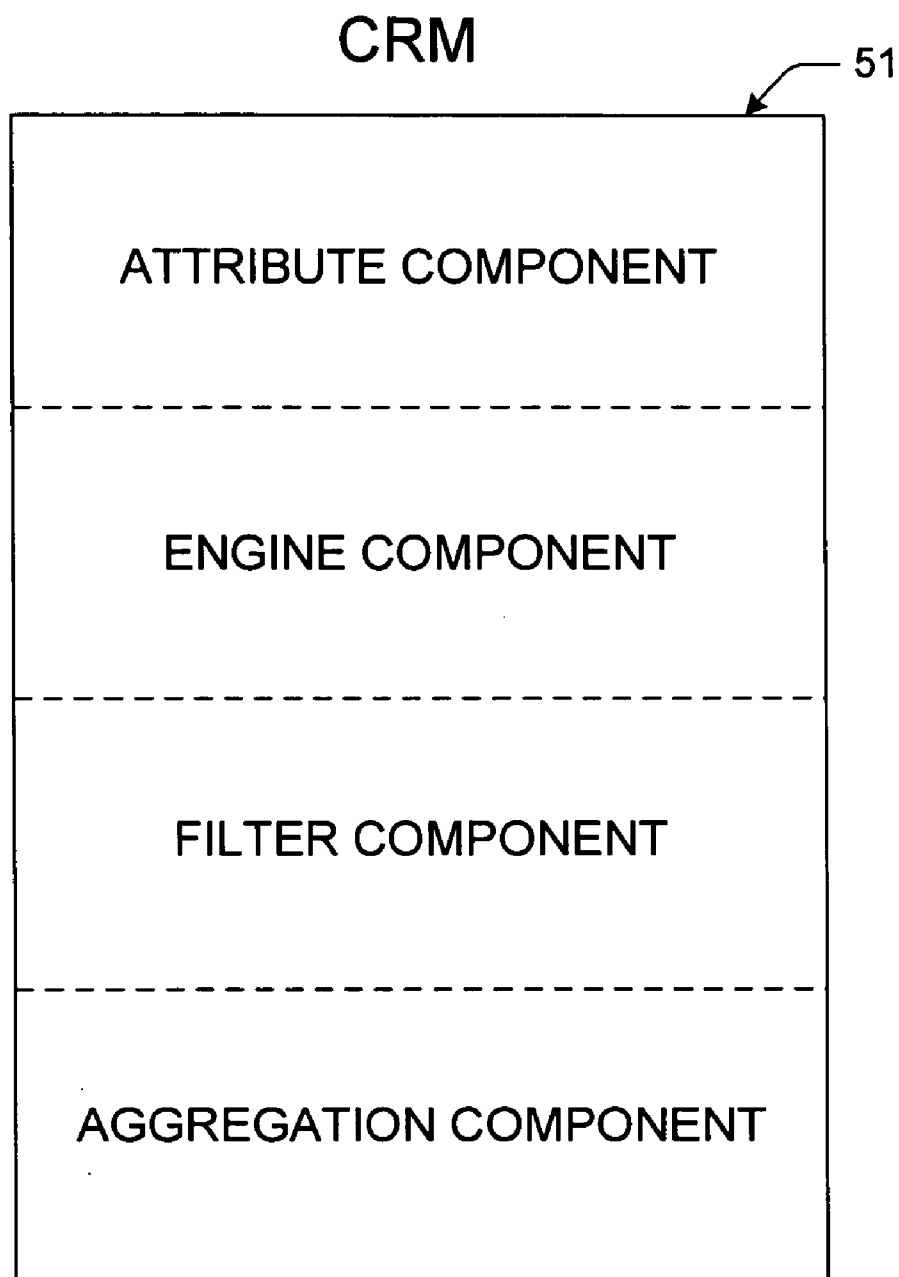 CRM
51
ATTRIBUTE COMPONENT
ENGINE COMPONENT
FILTER COMPONENT
AGGREGATION COMPONENT